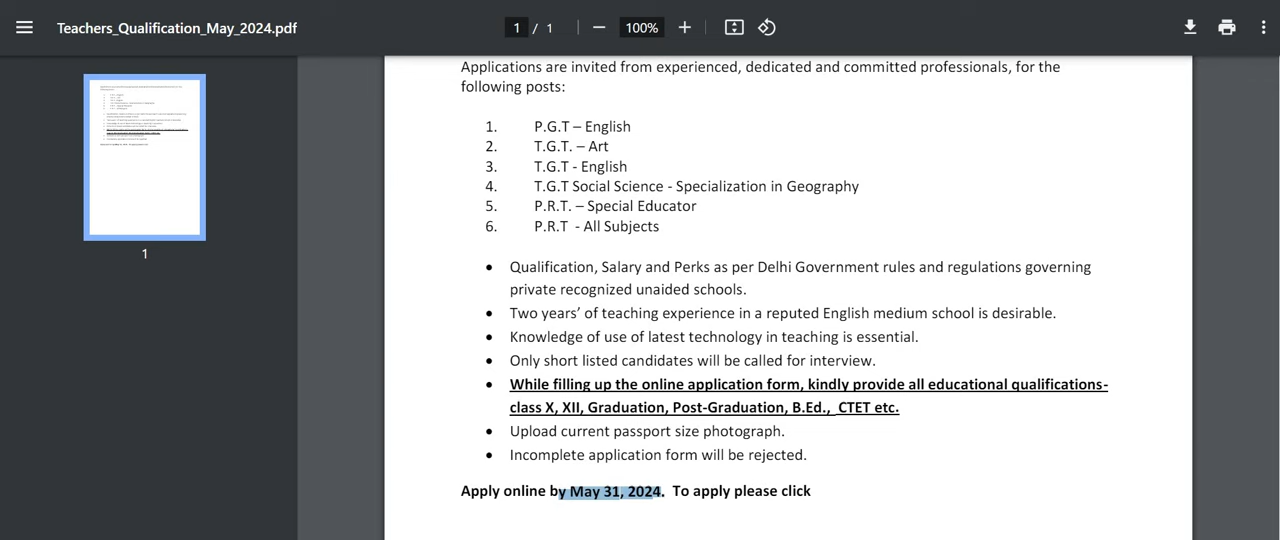 Teachers_Qualification_May_2024.pdf
1 / 1
100%
Applications are invited from experienced, dedicated and committed professionals, for the
following posts:
1. P.G.T – English
2. T.G.T. – Art
3. T.G.T - English
4. T.G.T Social Science - Specialization in Geography
5. P.R.T. – Special Educator
6. P.R.T - All Subjects
1
• Qualification, Salary and Perks as per Delhi Government rules and regulations governing
private recognized unaided schools.
• Two years’ of teaching experience in a reputed English medium school is desirable.
• Knowledge of use of latest technology in teaching is essential.
• Only short listed candidates will be called for interview.
• While filling up the online application form, kindly provide all educational qualifications-
class X, XII, Graduation, Post-Graduation, B.Ed., CTET etc.
• Upload current passport size photograph.
• Incomplete application form will be rejected.
Apply online by May 31, 2024. To apply please click